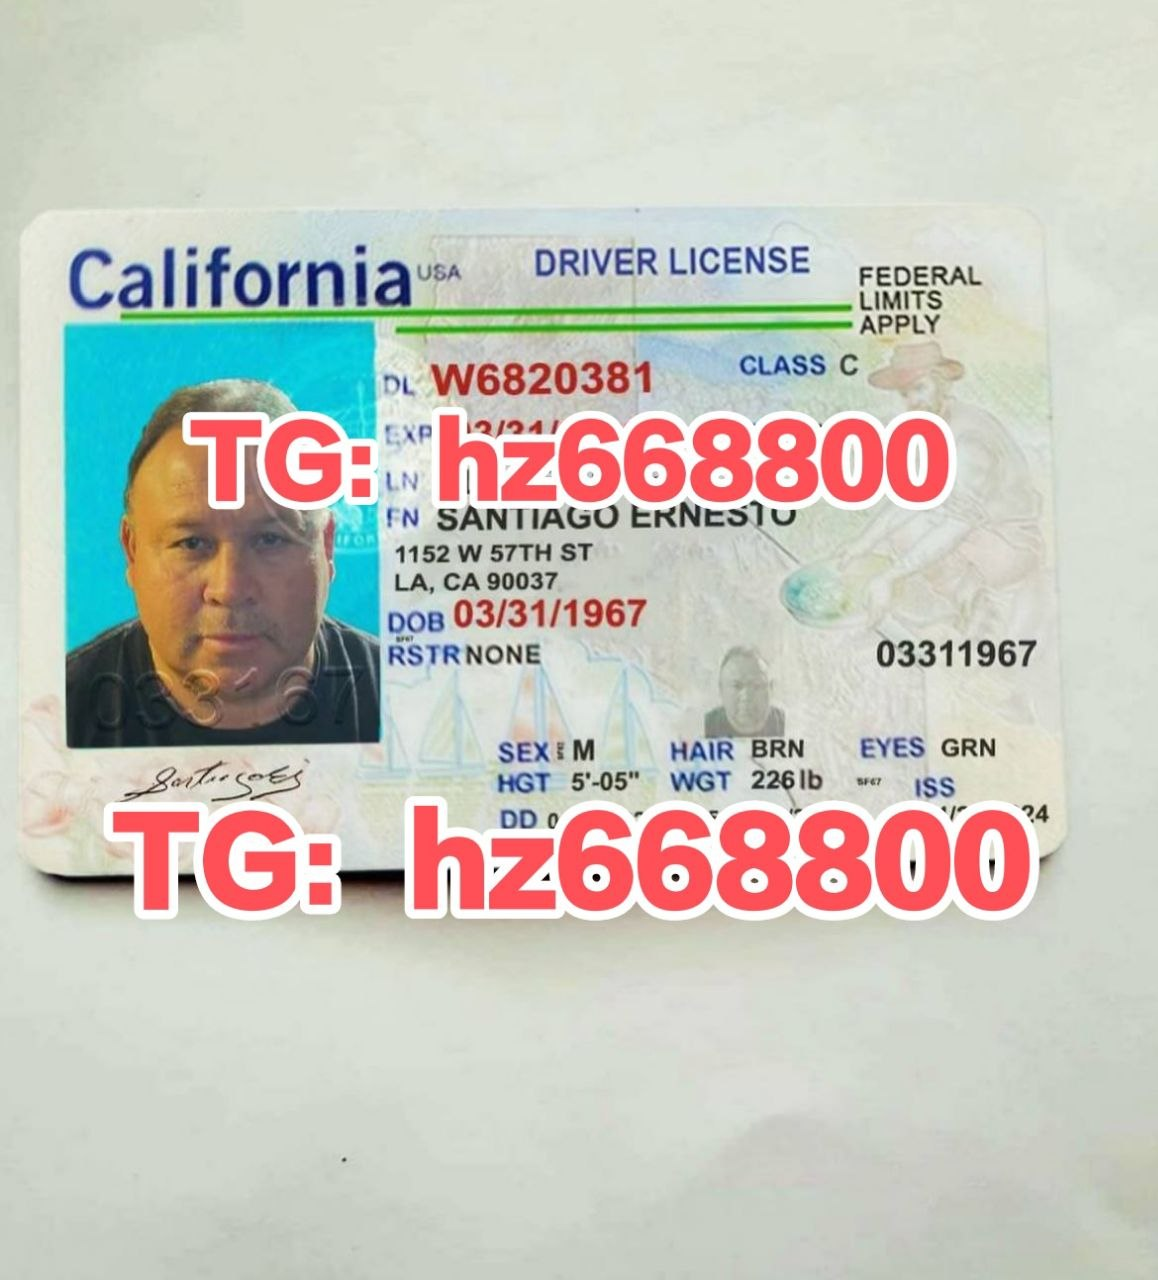 California USA
DRIVER LICENSE
FEDERAL
LIMITS
APPLY
DL W6820381
CLASS C
EXP
TG: hz668800
LN
FN SANTIAGO ERNESTO
1152 W 57TH ST
LA, CA 90037
DOB 03/31/1967
RSTR NONE
03311967
SEX M HAIR BRN EYES GRN
HGT 5'-05" WGT 226 lb ISS
DD
TG: hz668800